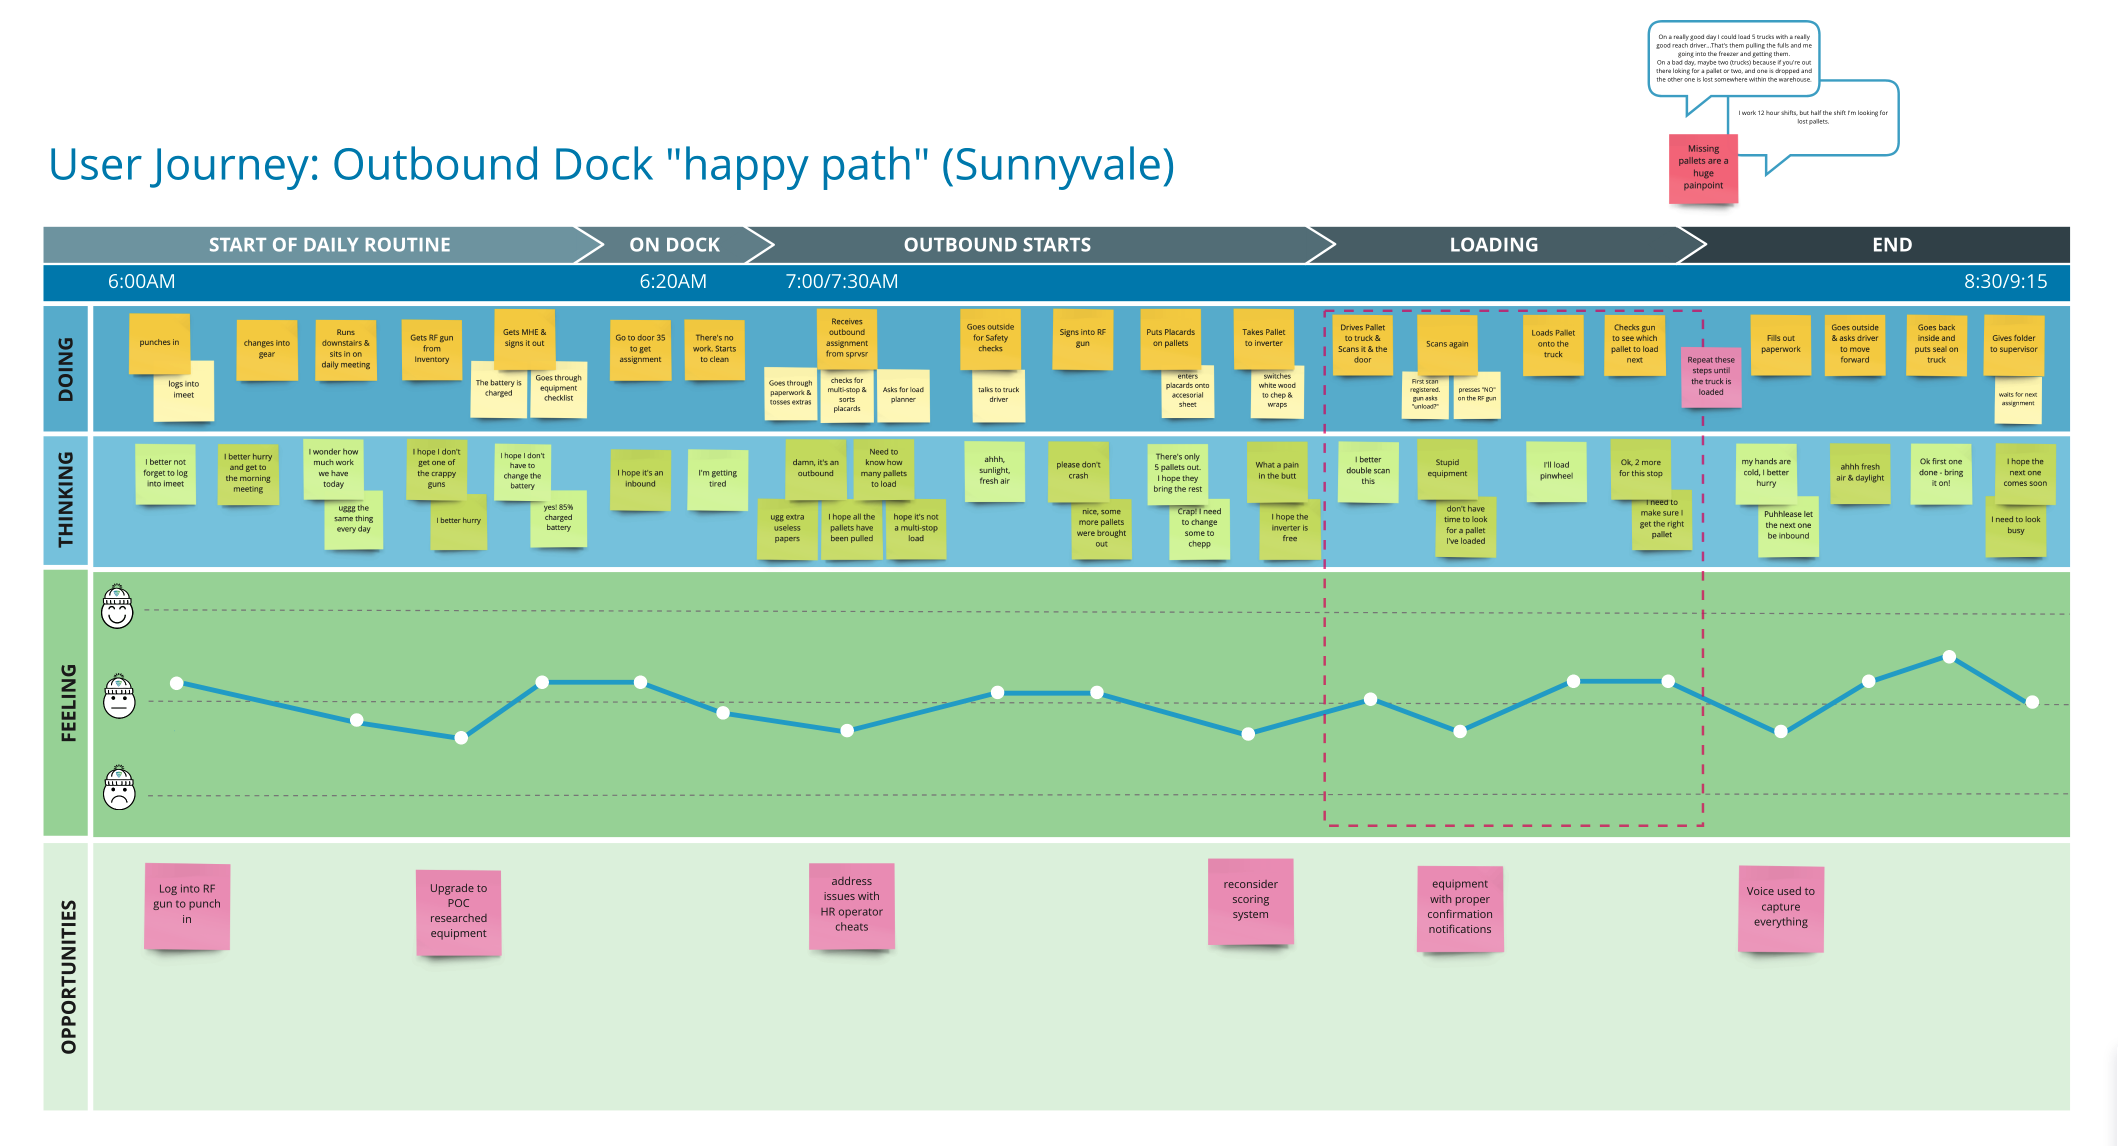 On a really good day I could load 5 trucks with a really
good reach driver...That's them pulling the fulls and me
going into the freezer and getting them.
On a bad day, maybe two (trucks) because if you're out
there loking for a pallet or two, and one is dropped and
the other one is lost somewhere within the warehouse.
I work 12 hour shifts, but half the shift I'm looking for
lost pallets.
Missing
pallets are a
huge
painpoint
User Journey: Outbound Dock "happy path" (Sunnyvale)
START OF DAILY ROUTINE
ON DOCK
OUTBOUND STARTS
LOADING
END
6:00AM
6:20AM
7:00/7:30AM
8:30/9:15
DOING
punches in
logs into
imeet
changes into
gear
Runs
downstairs &
sits in on
daily meeting
Gets RF gun
from
Inventory
Gets MHE &
signs it out
The battery is
charged
Goes through
equipment
checklist
Go to door 35
to get
assignment
There's no
work. Starts
to clean
Receives
outbound
assignment
from sprvsr
Goes through
paperwork &
tosses extras
checks for
multi-stop &
sorts
placards
Asks for load
planner
Goes outside
for Safety
checks
talks to truck
driver
Signs into RF
gun
Puts Placards
on pallets
enters
placards onto
accesorial
sheet
Takes Pallet
to inverter
switches
white wood
to chep &
wraps
Drives Pallet
to truck &
Scans it & the
door
Scans again
First scan
registered.
gun asks
"unload?"
presses "NO"
on the RF gun
Loads Pallet
onto the
truck
Checks gun
to see which
pallet to load
next
Repeat these
steps until
the truck is
loaded
Fills out
paperwork
Goes outside
& asks driver
to move
forward
Goes back
inside and
puts seal on
truck
Gives folder
to supervisor
waits for next
assignment
THINKING
I better not
forget to log
into imeet
I better hurry
and get to
the morning
meeting
I wonder how
much work
we have
today
uggg the
same thing
every day
I hope I don't
get one of
the crappy
guns
I better hurry
I hope I don't
have to
change the
battery
yes! 85%
charged
battery
I hope it's an
inbound
I'm getting
tired
damn, it's an
outbound
Need to
know how
many pallets
to load
ugg extra
useless
papers
I hope all the
pallets have
been pulled
hope it's not
a multi-stop
load
ahhh,
sunlight,
fresh air
please don't
crash
nice, some
more pallets
were brought
out
There's only
5 pallets out.
I hope they
bring the rest
Crap! I need
to change
some to
chepp
What a pain
in the butt
I hope the
inverter is
free
I better
double scan
this
Stupid
equipment
don't have
time to look
for a pallet
I've loaded
I'll load
pinwheel
Ok, 2 more
for this stop
I need to
make sure I
get the right
pallet
my hands are
cold, I better
hurry
Puhhlease let
the next one
be inbound
ahhh fresh
air & daylight
Ok first one
done - bring
it on!
I hope the
next one
comes soon
I need to look
busy
FEELING
OPPORTUNITIES
Log into RF
gun to punch
in
Upgrade to
POC
researched
equipment
address
issues with
HR operator
cheats
reconsider
scoring
system
equipment
with proper
confirmation
notifications
Voice used to
capture
everything